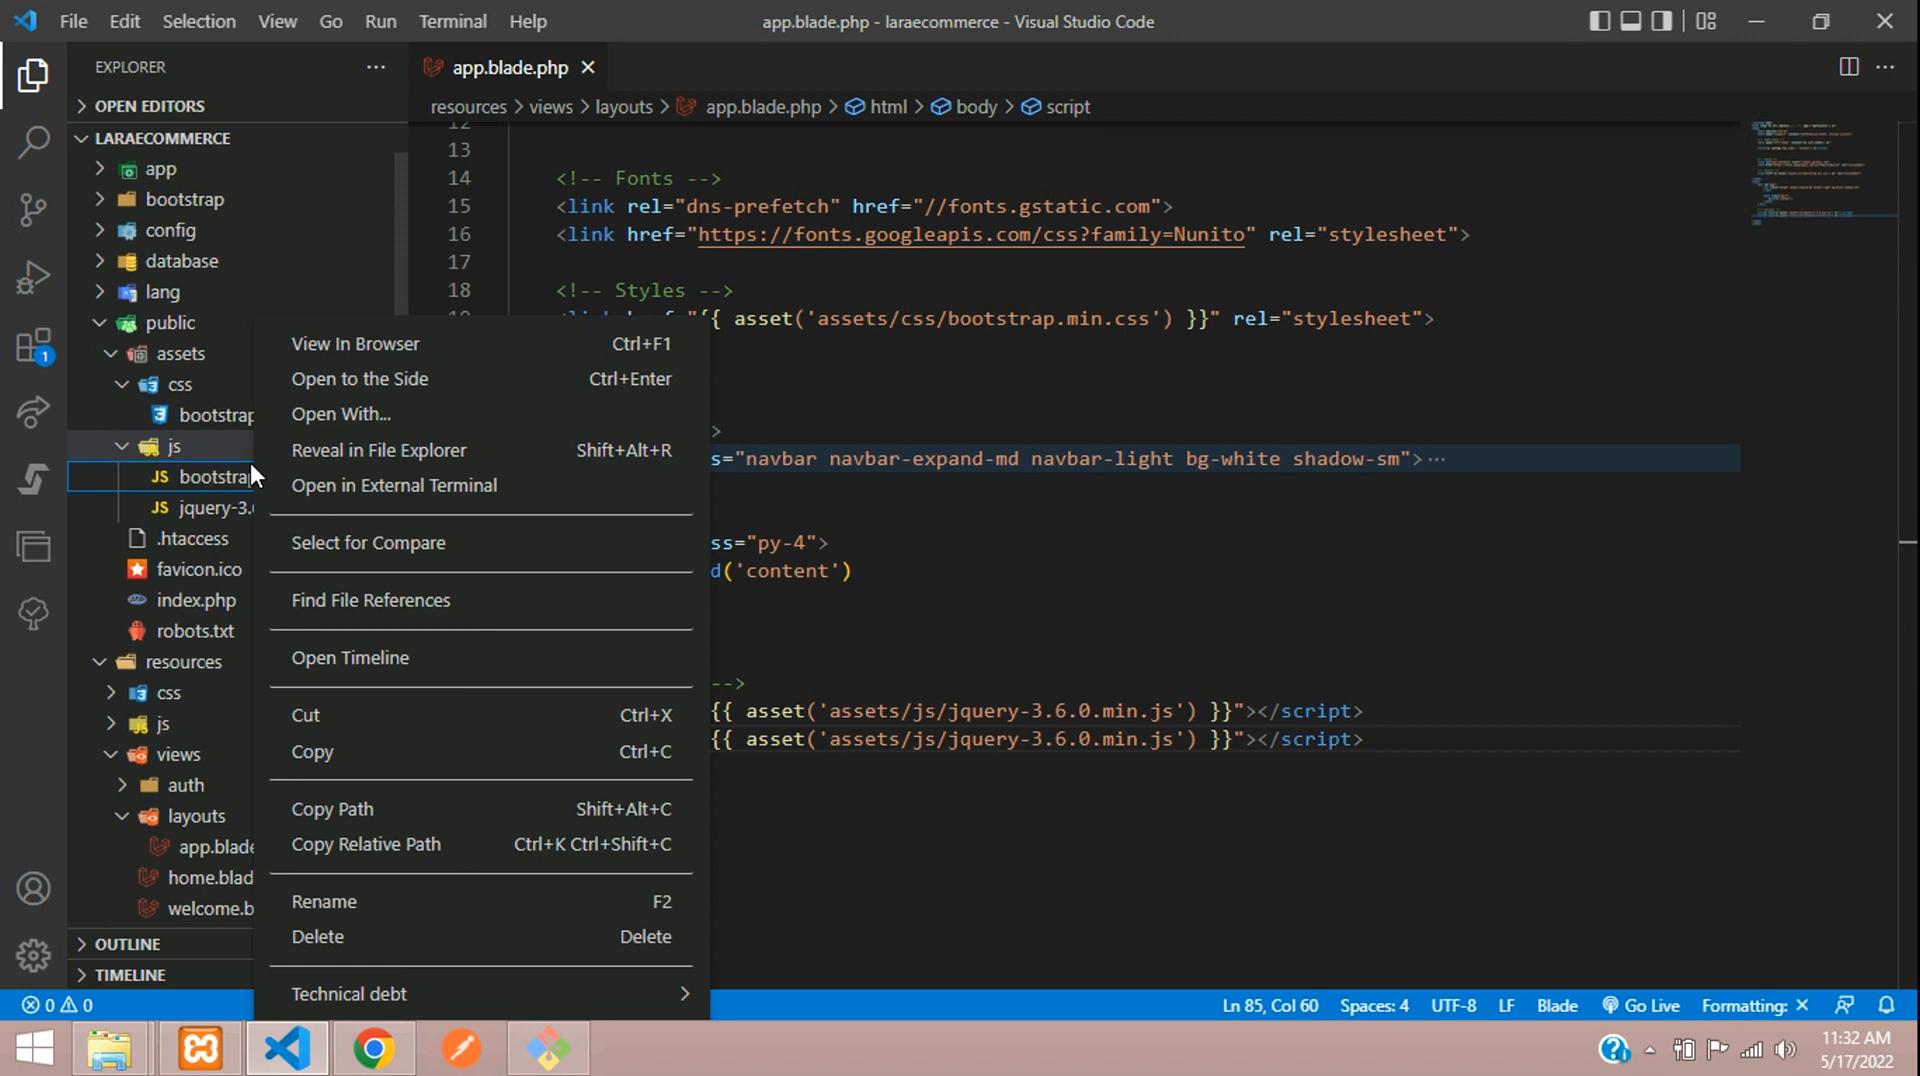 File Edit Selection View Go Run Terminal Help
app.blade.php - laraecommerce - Visual Studio Code
EXPLORER
OPEN EDITORS
LARAECOMMERCE
app
bootstrap
config
database
lang
public
assets
css
bootstrap
js
JS bootstrap
JS jquery-3.
.htaccess
favicon.ico
index.php
robots.txt
resources
css
js
views
auth
layouts
app.blade
home.blad
welcome.b
OUTLINE
TIMELINE
1
app.blade.php
resources > views > layouts > app.blade.php > html > body > script
12
13
14 <!-- Fonts -->
15 <link rel="dns-prefetch" href="//fonts.gstatic.com">
16 <link href="https://fonts.googleapis.com/css?family=Nunito" rel="stylesheet">
17
18 <!-- Styles -->
{{ asset('assets/css/bootstrap.min.css') }}" rel="stylesheet">
>
s="navbar navbar-expand-md navbar-light bg-white shadow-sm">···
ss="py-4">
d('content')
-->
{{ asset('assets/js/jquery-3.6.0.min.js') }}"></script>
{{ asset('assets/js/jquery-3.6.0.min.js') }}"></script>
View In Browser Ctrl+F1
Open to the Side Ctrl+Enter
Open With...
Reveal in File Explorer Shift+Alt+R
Open in External Terminal
Select for Compare
Find File References
Open Timeline
Cut Ctrl+X
Copy Ctrl+C
Copy Path Shift+Alt+C
Copy Relative Path Ctrl+K Ctrl+Shift+C
Rename F2
Delete Delete
Technical debt
0 0
Ln 85, Col 60 Spaces: 4 UTF-8 LF Blade Go Live Formatting: ×
11:32 AM
5/17/2022